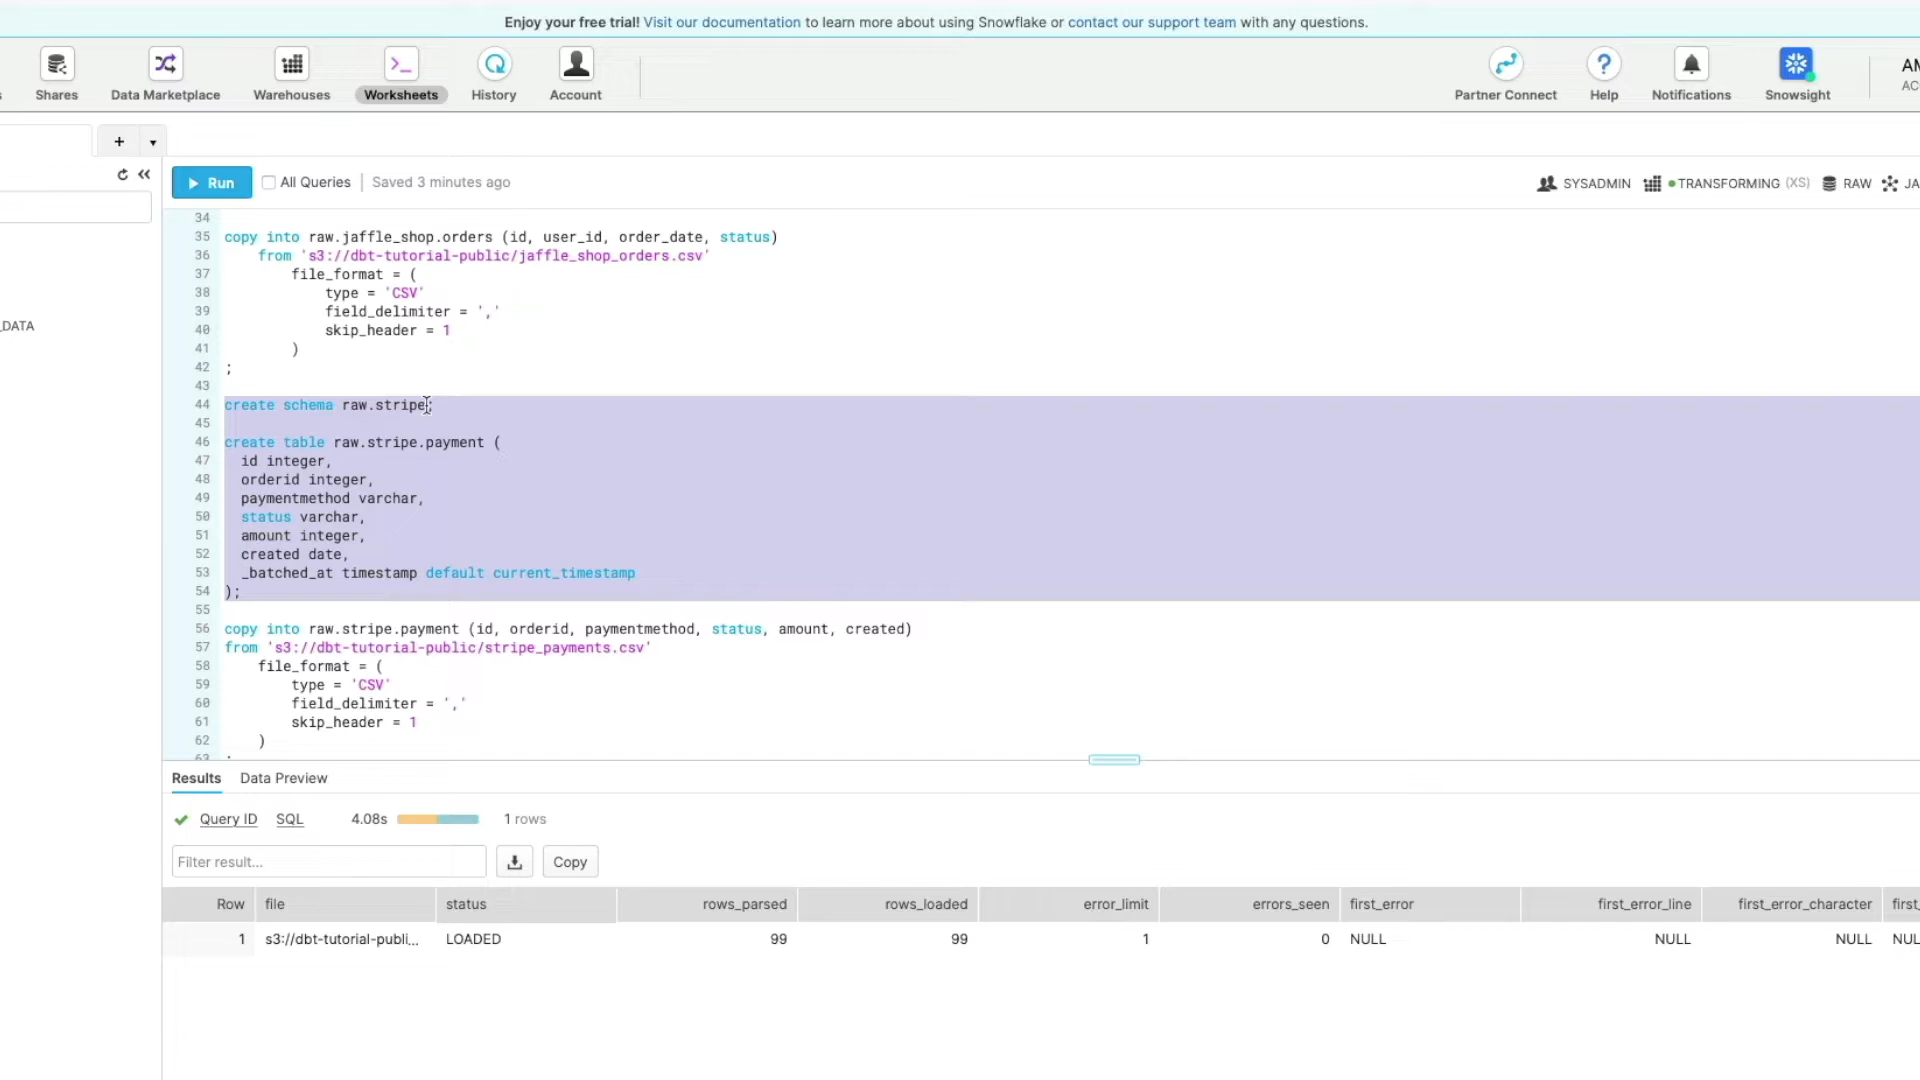 Enjoy your free trial! Visit our documentation to learn more about using Snowflake or contact our support team with any questions.
Shares
Data Marketplace
Warehouses
Worksheets
History
Account
Partner Connect
Help
Notifications
Snowsight
AM
AC
+
Run
All Queries
Saved 3 minutes ago
SYSADMIN
TRANSFORMING (XS)
RAW
JA
_DATA
34
35 copy into raw.jaffle_shop.orders (id, user_id, order_date, status)
36 from 's3://dbt-tutorial-public/jaffle_shop_orders.csv'
37 file_format = (
38 type = 'CSV'
39 field_delimiter = ','
40 skip_header = 1
41 )
42 ;
43
44 create schema raw.stripe;
45
46 create table raw.stripe.payment (
47 id integer,
48 orderid integer,
49 paymentmethod varchar,
50 status varchar,
51 amount integer,
52 created date,
53 _batched_at timestamp default current_timestamp
54 );
55
56 copy into raw.stripe.payment (id, orderid, paymentmethod, status, amount, created)
57 from 's3://dbt-tutorial-public/stripe_payments.csv'
58 file_format = (
59 type = 'CSV'
60 field_delimiter = ','
61 skip_header = 1
62 )
63 ;
Results Data Preview
Query ID SQL 4.08s 1 rows
Filter result... Copy
Row file status rows_parsed rows_loaded error_limit errors_seen first_error first_error_line first_error_character first_
1 s3://dbt-tutorial-publi... LOADED 99 99 1 0 NULL NULL NULL NUL